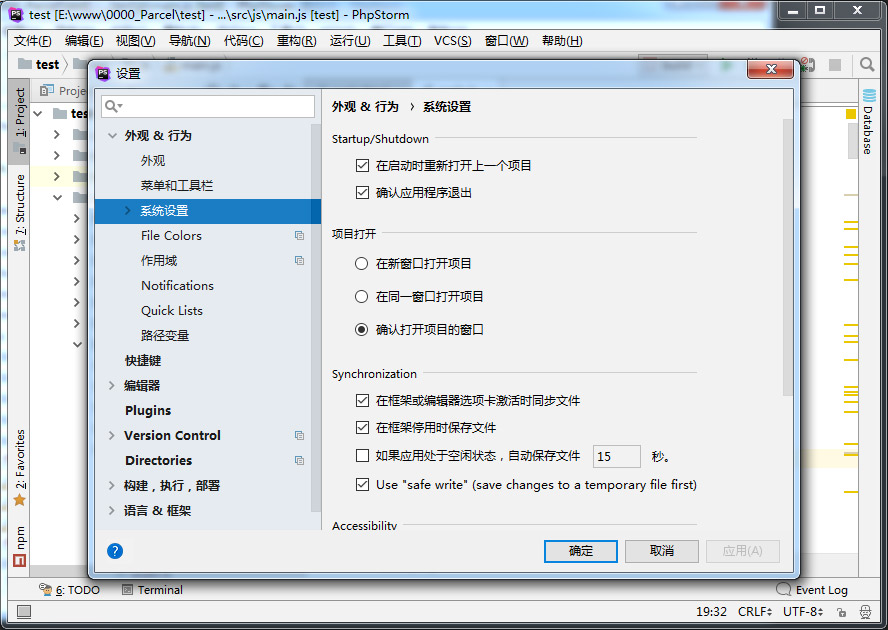 test [E:\www\0000_Parcel\test] - ...\src\js\main.js [test] - PhpStorm
文件(F) 编辑(E) 视图(V) 导航(N) 代码(C) 重构(R) 运行(U) 工具(T) VCS(S) 窗口(W) 帮助(H)
test
设置
1: Project
7: Structure
2: Favorites
npm
Proje
tes
Database
外观 & 行为
外观
菜单和工具栏
系统设置
File Colors
作用域
Notifications
Quick Lists
路径变量
快捷键
编辑器
Plugins
Version Control
Directories
构建，执行，部署
语言 & 框架
外观 & 行为 › 系统设置
Startup/Shutdown
在启动时重新打开上一个项目
确认应用程序退出
项目打开
在新窗口打开项目
在同一窗口打开项目
确认打开项目的窗口
Synchronization
在框架或编辑器选项卡激活时同步文件
在框架停用时保存文件
如果应用处于空闲状态，自动保存文件 15 秒。
Use "safe write" (save changes to a temporary file first)
Accessibility
? 确定 取消 应用(A)
6: TODO Terminal Event Log
19:32 CRLF UTF-8